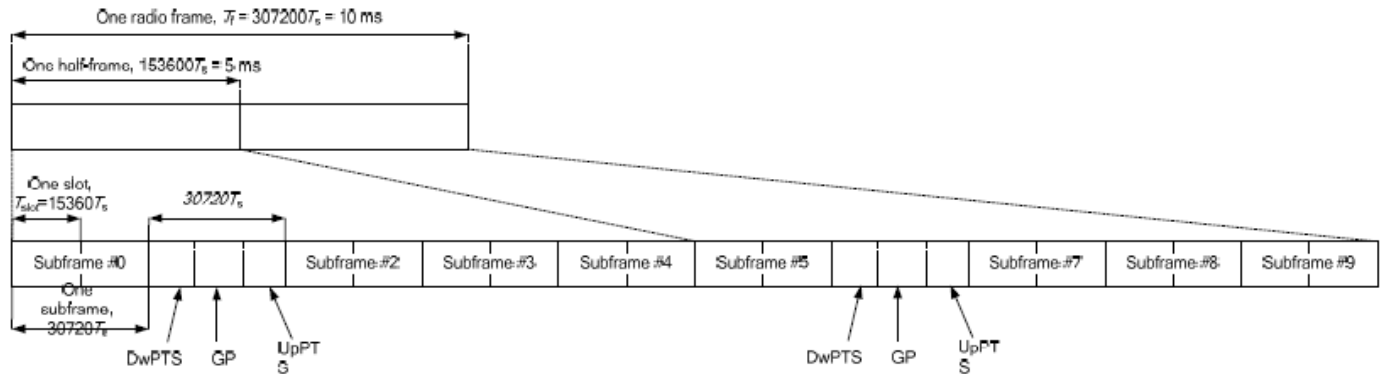 One radio frame, Tf = 307200Ts = 10 ms
One half-frame, 153600Ts = 5 ms
One slot,
Tslot=15360Ts
30720Ts
Subframe #0
Subframe #2
Subframe #3
Subframe #4
Subframe #5
Subframe #7
Subframe #8
Subframe #9
One
subframe,
30720Ts
DwPTS
GP
UpPT
S
DwPTS
GP
UpPT
S